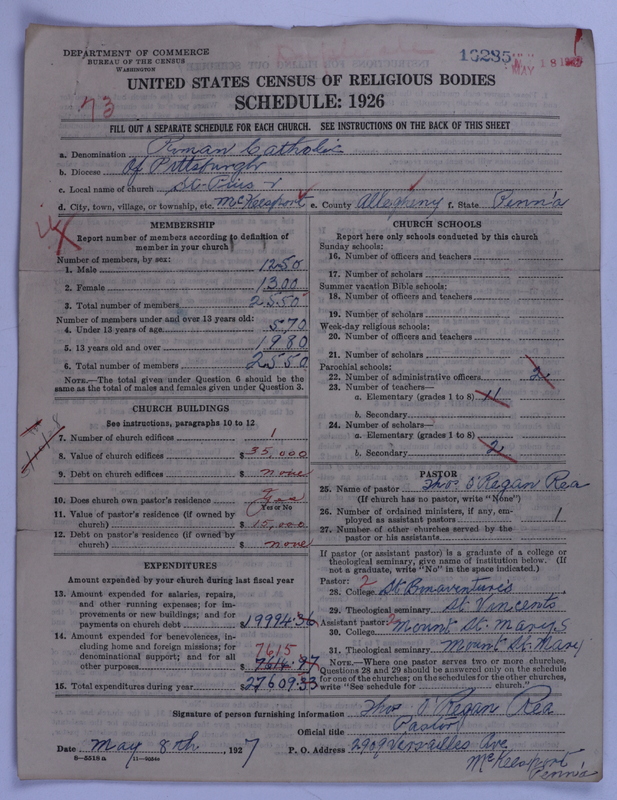 DEPARTMENT OF COMMERCE
BUREAU OF THE CENSUS
WASHINGTON
16285
MAY 18
73
UNITED STATES CENSUS OF RELIGIOUS BODIES
SCHEDULE: 1926
FILL OUT A SEPARATE SCHEDULE FOR EACH CHURCH. SEE INSTRUCTIONS ON THE BACK OF THIS SHEET
a. Denomination Roman Catholic
b. Diocese Of Pittsburgh
c. Local name of church St. Pius V
d. City, town, village, or township, etc. McKeesport e. County Allegheny f. State Penn'a
MEMBERSHIP
Report number of members according to definition of member in your church
Number of members, by sex:
1. Male 1250
2. Female 1300
3. Total number of members 2550
Number of members under and over 13 years old:
4. Under 13 years of age 570
5. 13 years old and over 1980
6. Total number of members 2550
NOTE.—The total given under Question 6 should be the
same as the total of males and females given under Question 3.
CHURCH BUILDINGS
See instructions, paragraphs 10 to 12
7. Number of church edifices 1
8. Value of church edifices $ 35,000
9. Debt on church edifices $ none
10. Does church own pastor's residence? Yes
Yes or No
11. Value of pastor's residence (if owned by
church) $ 15,000
12. Debt on pastor's residence (if owned by
church) $ none
EXPENDITURES
Amount expended by your church during last fiscal year
13. Amount expended for salaries, repairs,
and other running expenses; for im-
provements or new buildings; and for
payments on church debt $ 19994.36
14. Amount expended for benevolences, in-
cluding home and foreign missions; for
denominational support; and for all
other purposes $ 7615 .97
15. Total expenditures during year $ 27609.33
CHURCH SCHOOLS
Report here only schools conducted by this church
Sunday schools:
16. Number of officers and teachers
17. Number of scholars
Summer vacation Bible schools:
18. Number of officers and teachers
19. Number of scholars
Week-day religious schools:
20. Number of officers and teachers
21. Number of scholars
Parochial schools:
22. Number of administrative officers 2
23. Number of teachers—
a. Elementary (grades 1 to 8) 11
b. Secondary
24. Number of scholars—
a. Elementary (grades 1 to 8)
b. Secondary 2
PASTOR
25. Name of pastor Thos. O'Regan Rea
(If church has no pastor, write "None")
26. Number of ordained ministers, if any, em-
ployed as assistant pastors 1
27. Number of other churches served by the
pastor or his assistants
If pastor (or assistant pastor) is a graduate of a college or
theological seminary, give name of institution below. (If
not a graduate, write "No" in the space indicated.)
Pastor: 2
28. College St. Bonaventure's
29. Theological seminary St. Vincents
Assistant pastor:
30. College Mount St. Mary's
31. Theological seminary Mount St. Mary
NOTE.—Where one pastor serves two or more churches,
Questions 28 and 29 should be answered only on the schedule
for one of the churches; on the schedules for the other churches,
write "See schedule for church."
Signature of person furnishing information Thos. O'Regan Rea
Official title Pastor
Date May 8th, 1927 P. O. Address 2909 Versailles Ave
McKeesport
Penn'a
8—5518a 11—9554